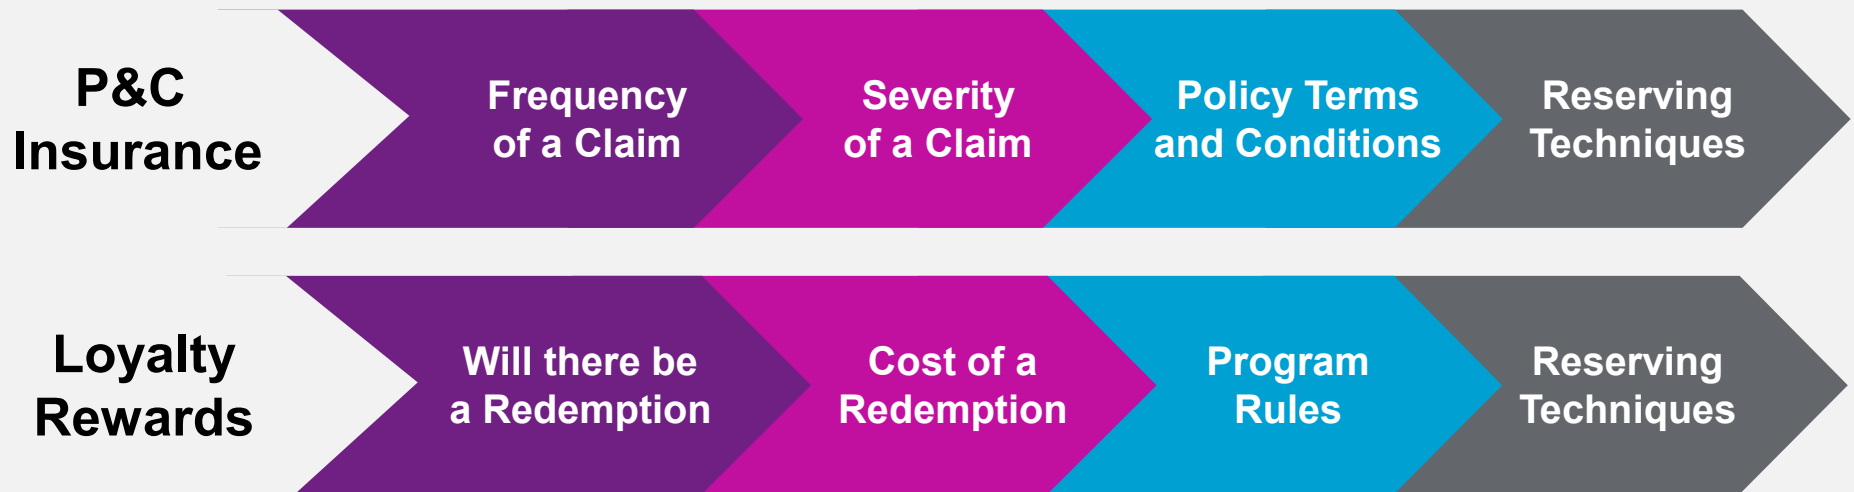 P&C
Insurance
Frequency
of a Claim
Severity
of a Claim
Policy Terms
and Conditions
Reserving
Techniques
Loyalty
Rewards
Will there be
a Redemption
Cost of a
Redemption
Program
Rules
Reserving
Techniques